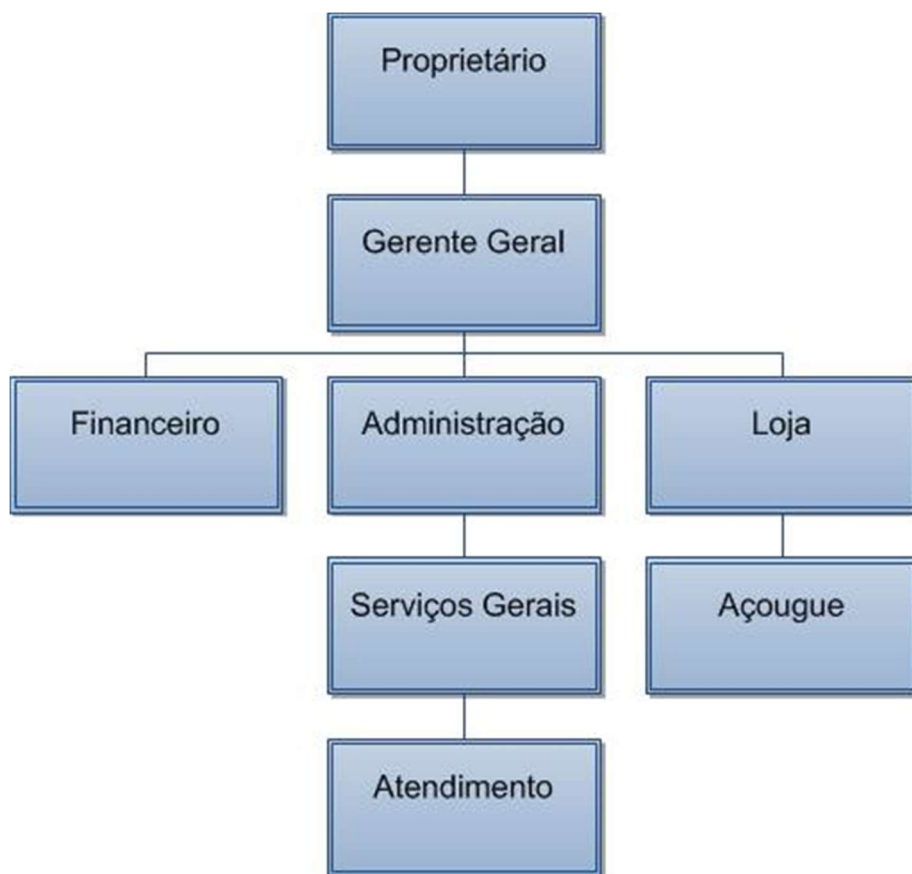 Proprietário
Gerente Geral
Financeiro
Administração
Loja
Serviços Gerais
Açougue
Atendimento